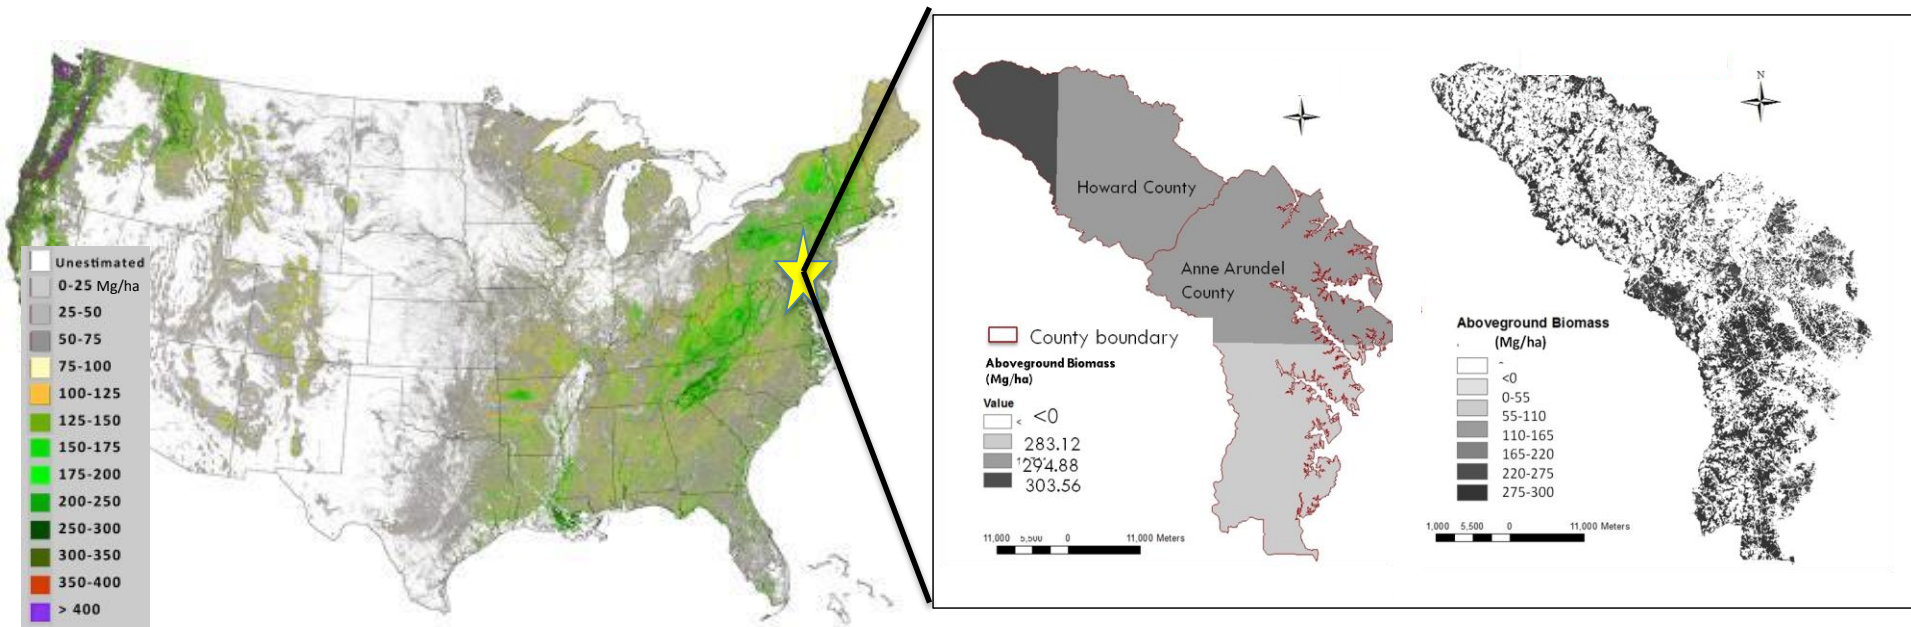 Unestimated
0-25 Mg/ha
25-50
50-75
75-100
100-125
125-150
150-175
175-200
200-250
250-300
300-350
350-400
> 400
Howard County
Anne Arundel
County
County boundary
Aboveground Biomass
(Mg/ha)
Value
< <0
283.12
294.88
303.56
11,000 5,500 0 11,000 Meters
N
Aboveground Biomass
(Mg/ha)
<0
0-55
55-110
110-165
165-220
220-275
275-300
1,000 5,500 0 11,000 Meters